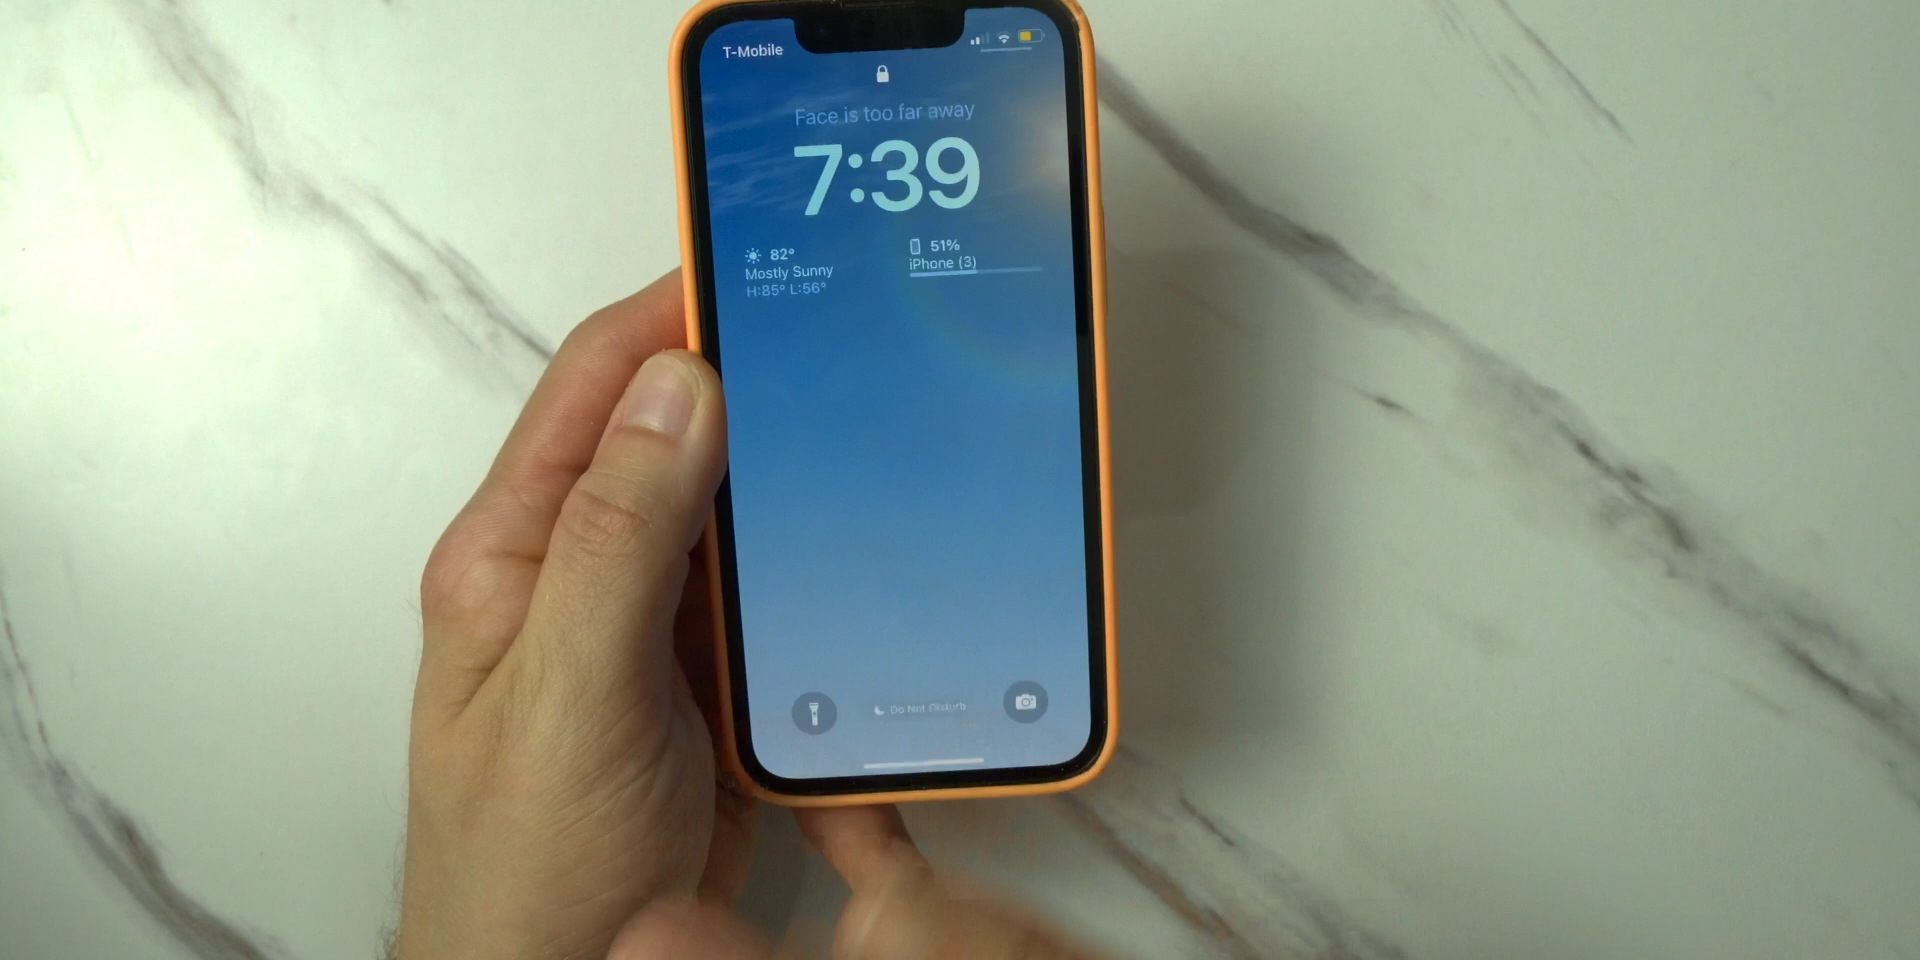 T-Mobile
Face is too far away
7:39
82°
Mostly Sunny
H:85° L:56°
51%
iPhone (3)
Do Not Disturb